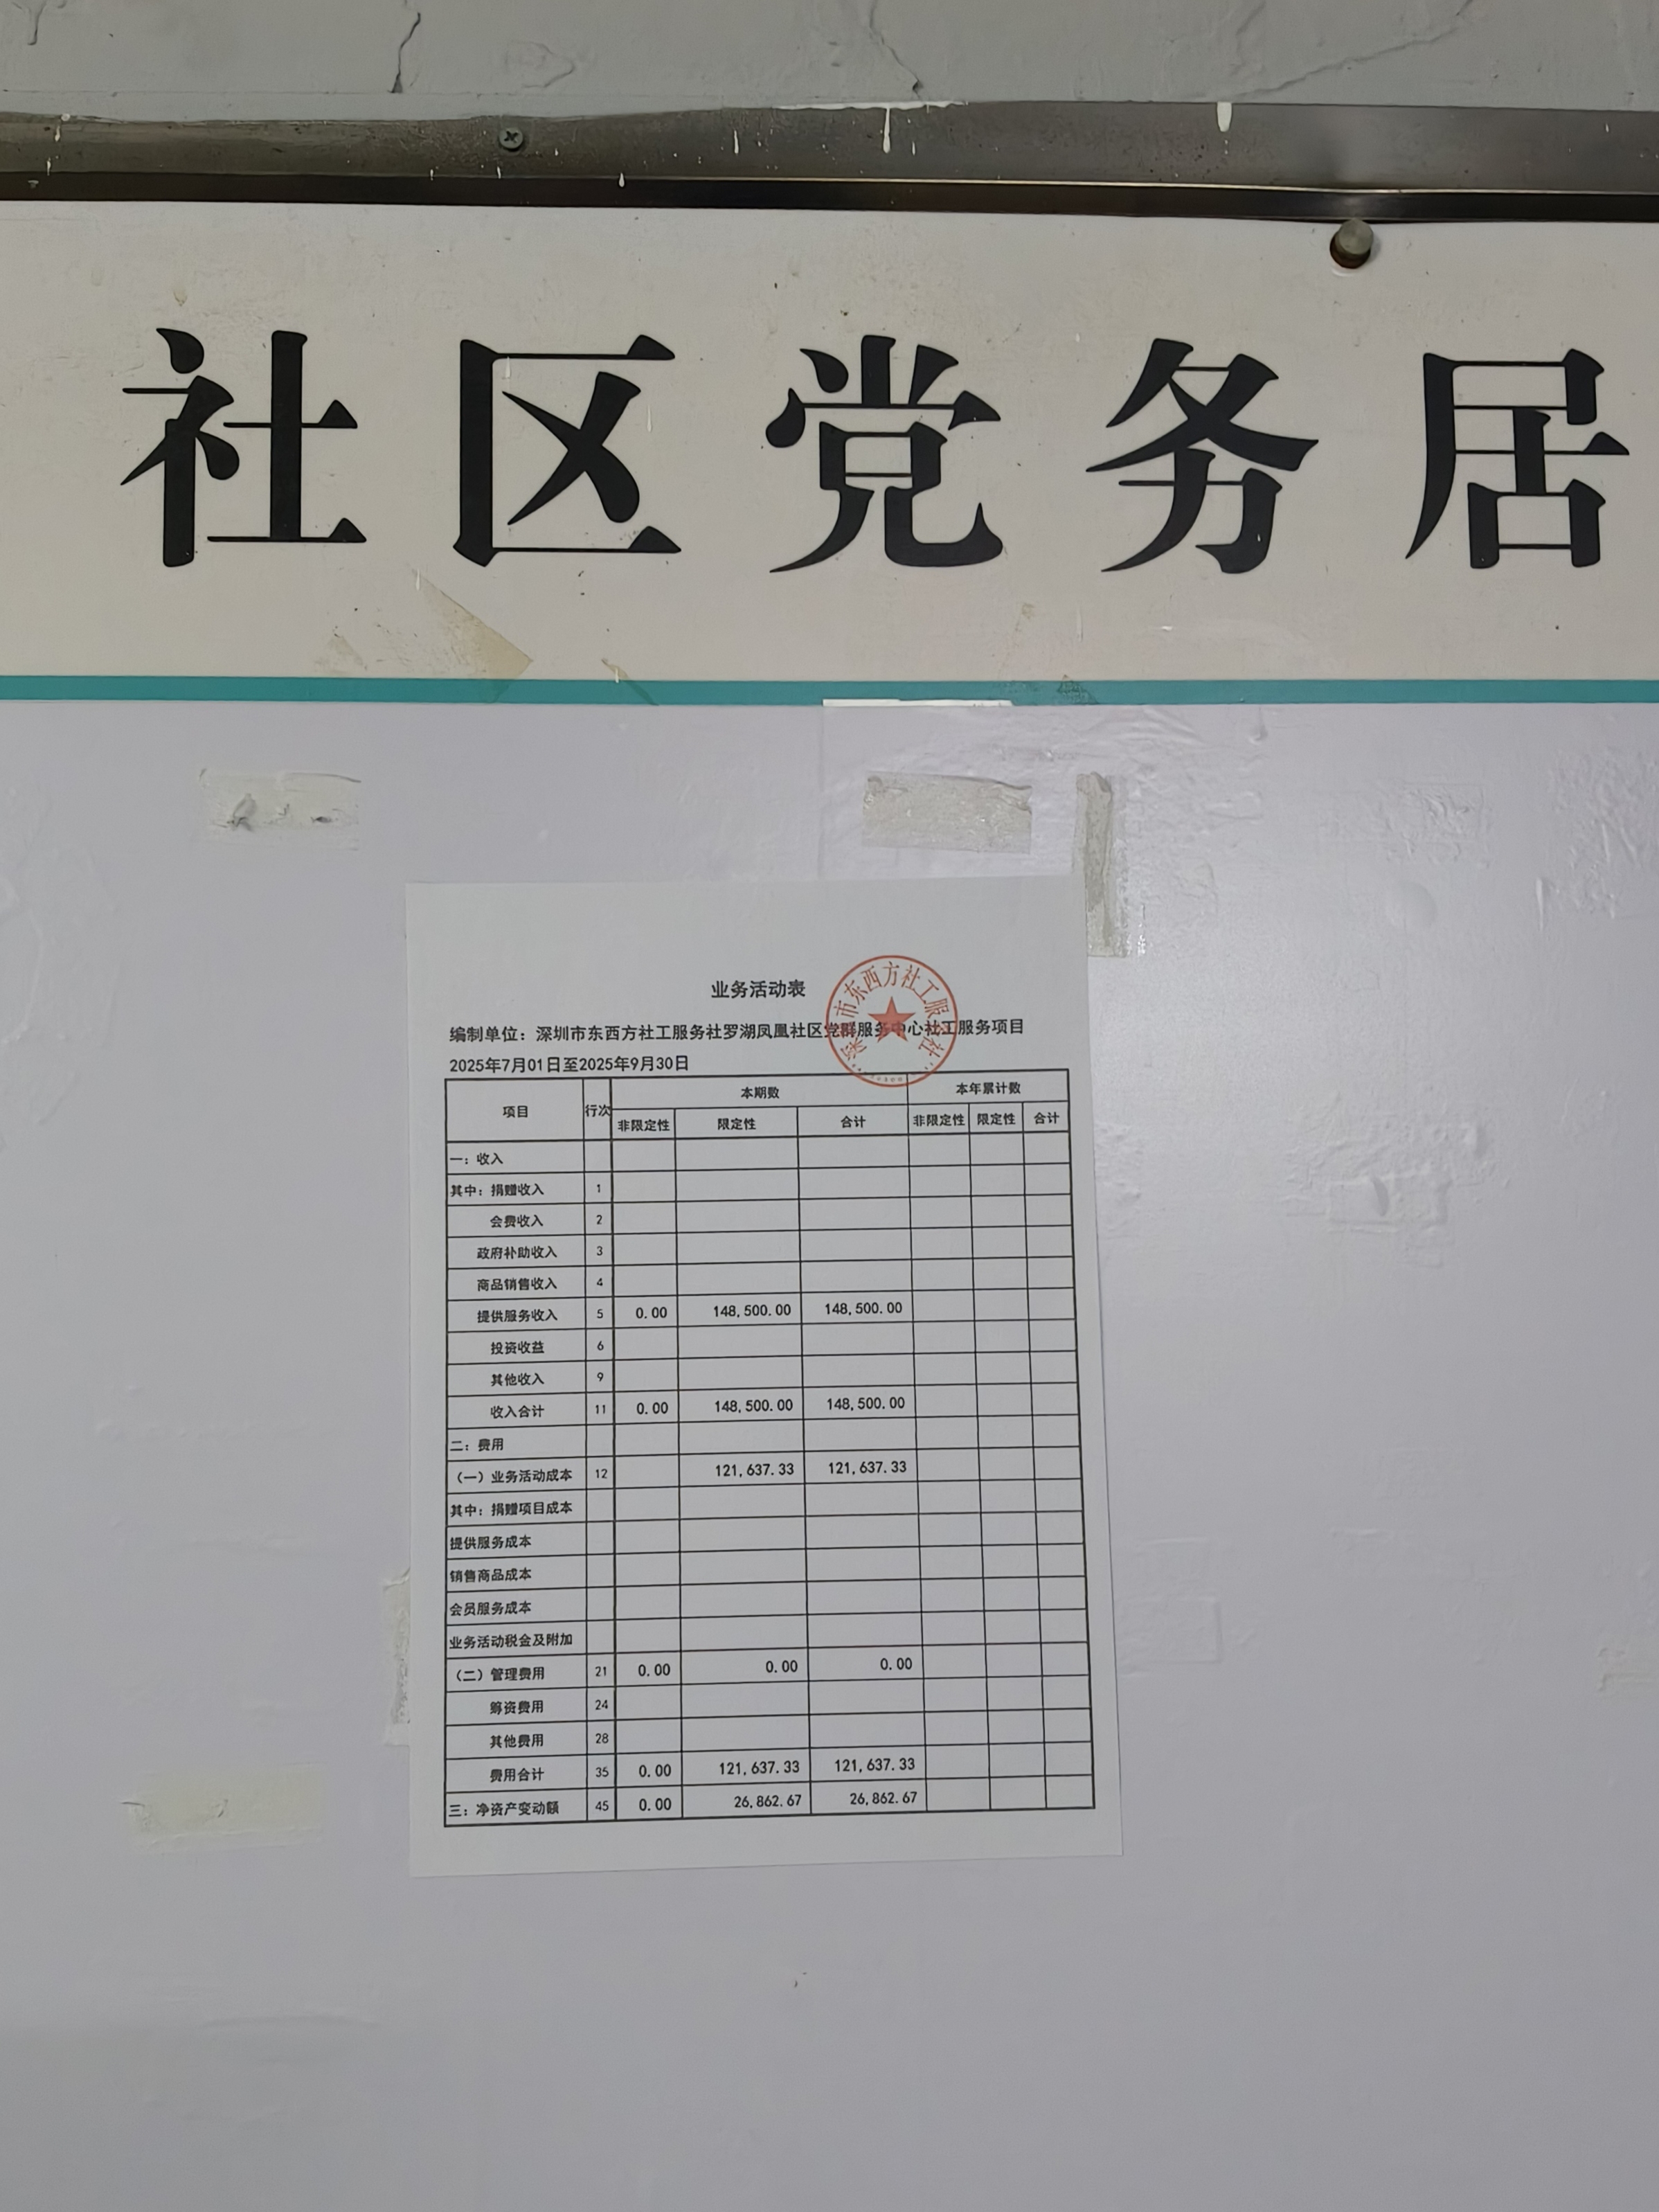 社区党务居
业务活动表
编制单位：深圳市东西方社工服务社罗湖凤凰社区党群服务中心社工服务项目
深圳市东西方社工服务社
2025年7月01日至2025年9月30日
项目 行次 本期数 本年累计数
非限定性 限定性 合计 非限定性 限定性 合计
一：收入
其中：捐赠收入 1
会费收入 2
政府补助收入 3
商品销售收入 4
提供服务收入 5 0.00 148,500.00 148,500.00
投资收益 6
其他收入 9
收入合计 11 0.00 148,500.00 148,500.00
二：费用
（一）业务活动成本 12 121,637.33 121,637.33
其中：捐赠项目成本
提供服务成本
销售商品成本
会员服务成本
业务活动税金及附加
（二）管理费用 21 0.00 0.00 0.00
筹资费用 24
其他费用 28
费用合计 35 0.00 121,637.33 121,637.33
三：净资产变动额 45 0.00 26,862.67 26,862.67